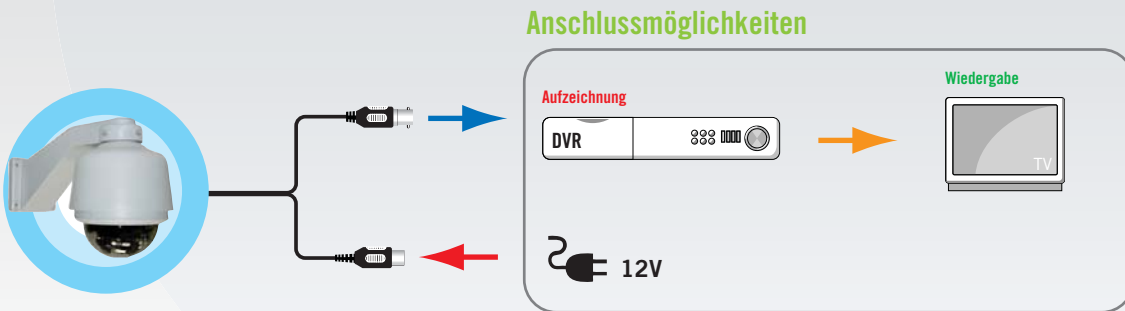 Anschlussmöglichkeiten
Wiedergabe
Aufzeichnung
DVR
TV
12V